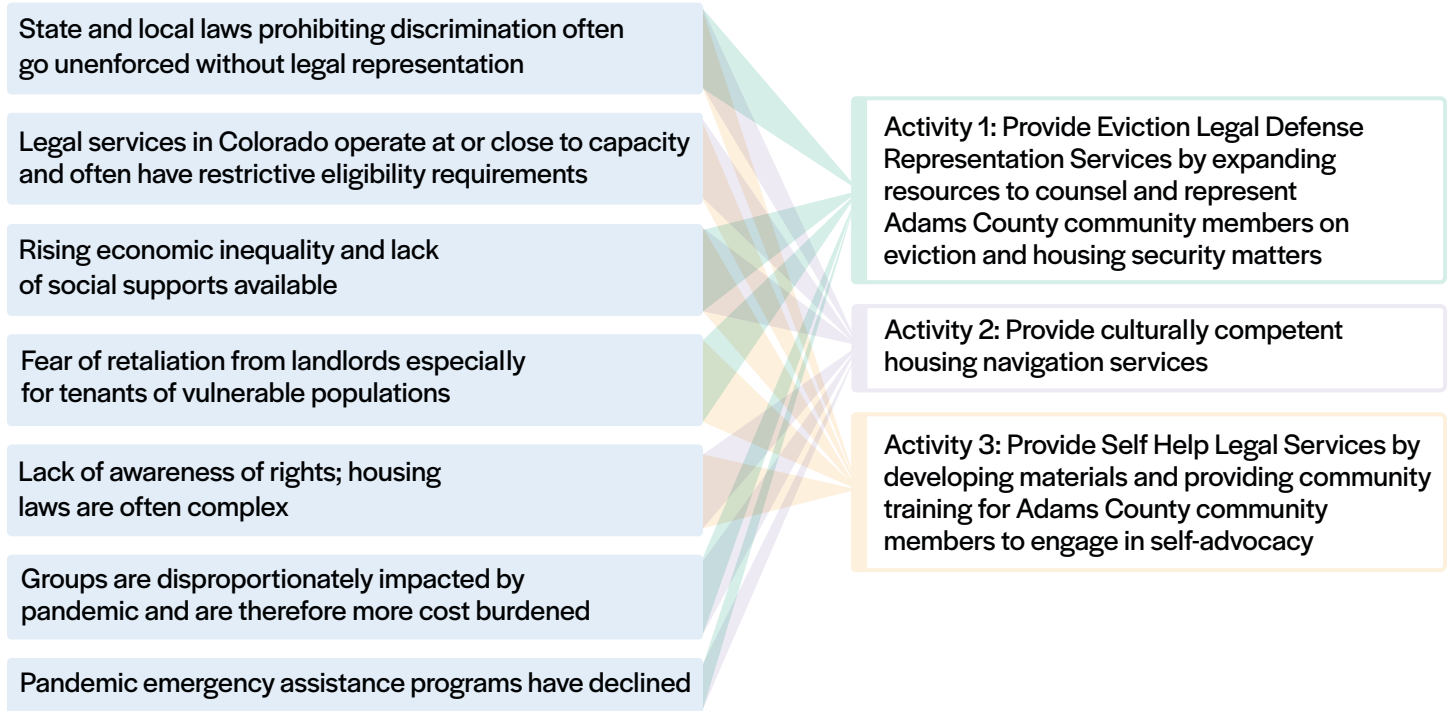 State and local laws prohibiting discrimination often
go unenforced without legal representation
Legal services in Colorado operate at or close to capacity
and often have restrictive eligibility requirements
Rising economic inequality and lack
of social supports available
Fear of retaliation from landlords especially
for tenants of vulnerable populations
Lack of awareness of rights; housing
laws are often complex
Groups are disproportionately impacted by
pandemic and are therefore more cost burdened
Pandemic emergency assistance programs have declined
Activity 1: Provide Eviction Legal Defense
Representation Services by expanding
resources to counsel and represent
Adams County community members on
eviction and housing security matters
Activity 2: Provide culturally competent
housing navigation services
Activity 3: Provide Self Help Legal Services by
developing materials and providing community
training for Adams County community
members to engage in self-advocacy